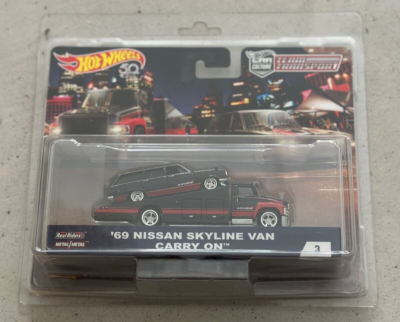 HOT WHEELS
50
CAR CULTURE
TEAM TRANSPORT
Real Riders
METAL/METAL
'69 NISSAN SKYLINE VAN
CARRY ON™
3